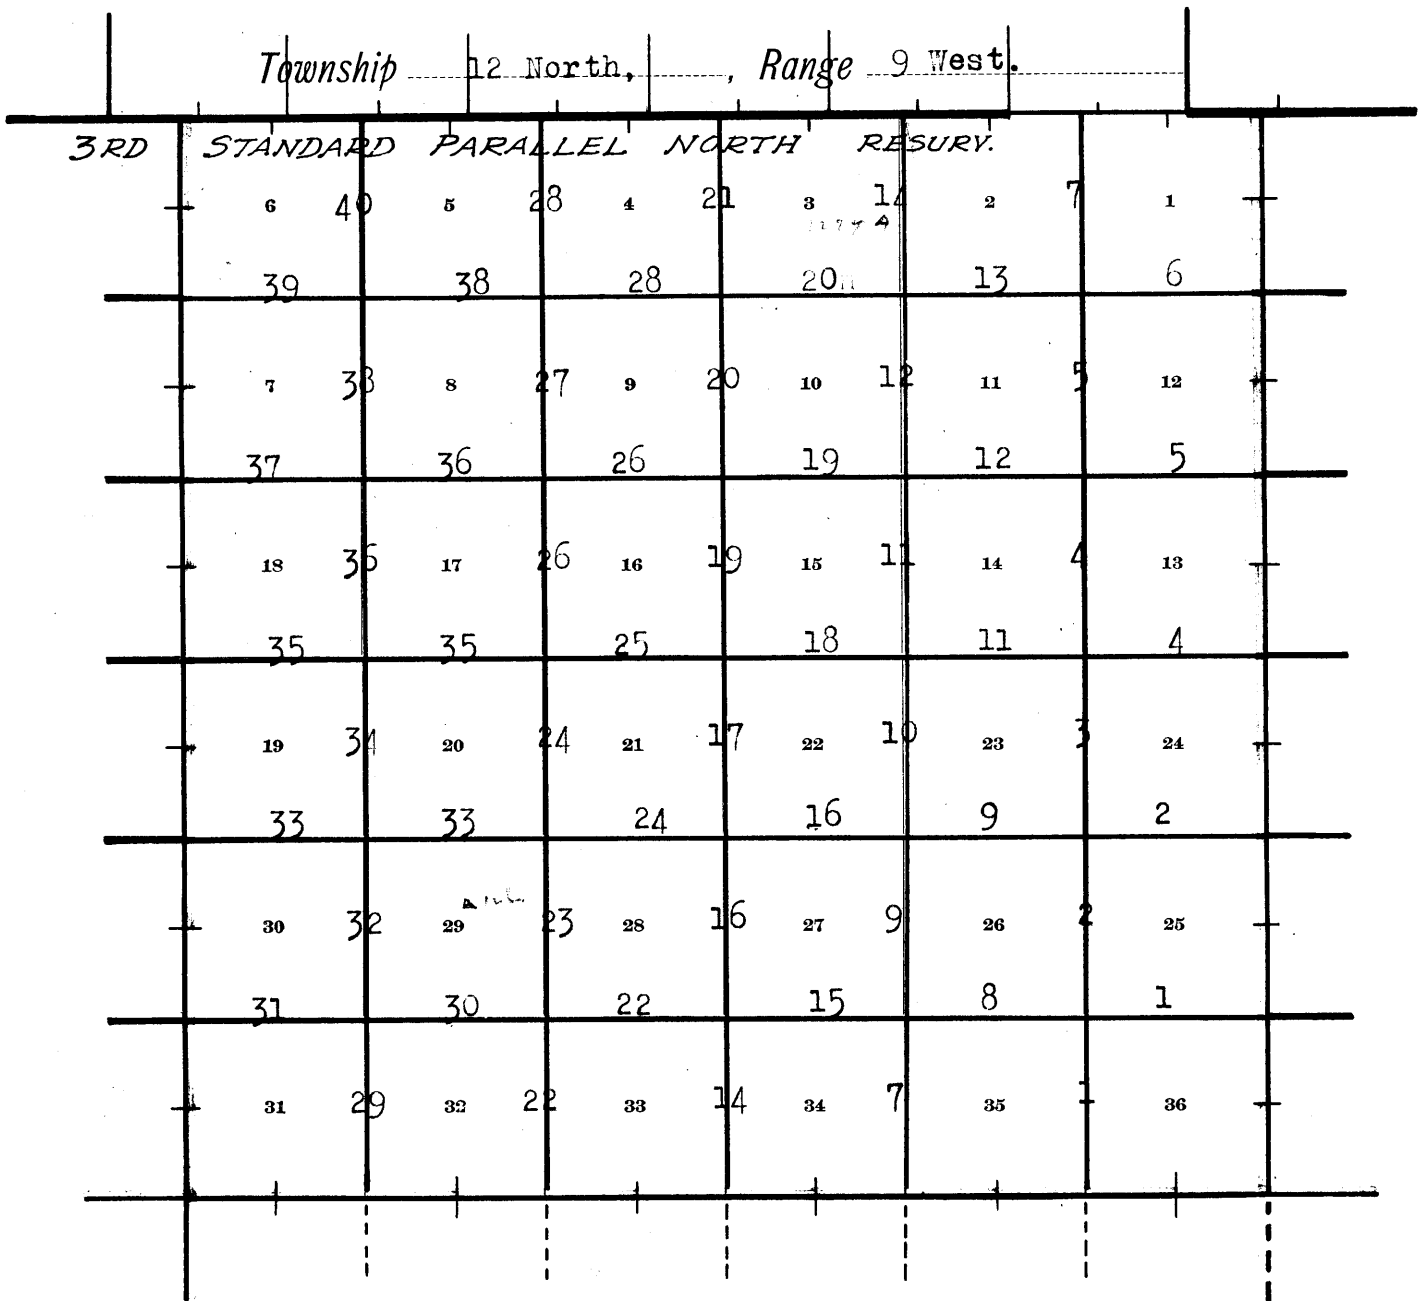 Township 12 North, , Range 9 West.
3RD STANDARD PARALLEL NORTH RESURV.
6 40 5 28 4 21 3 14 2 7 1
A
39 38 28 20 13 6
7 38 8 27 9 20 10 12 11 5 12
37 36 26 19 12 5
18 36 17 26 16 19 15 11 14 4 13
35 35 25 18 11 4
19 34 20 24 21 17 22 10 23 3 24
33 33 24 16 9 2
A
30 32 29 23 28 16 27 9 26 2 25
31 30 22 15 8 1
31 29 32 22 33 14 34 7 35 1 36